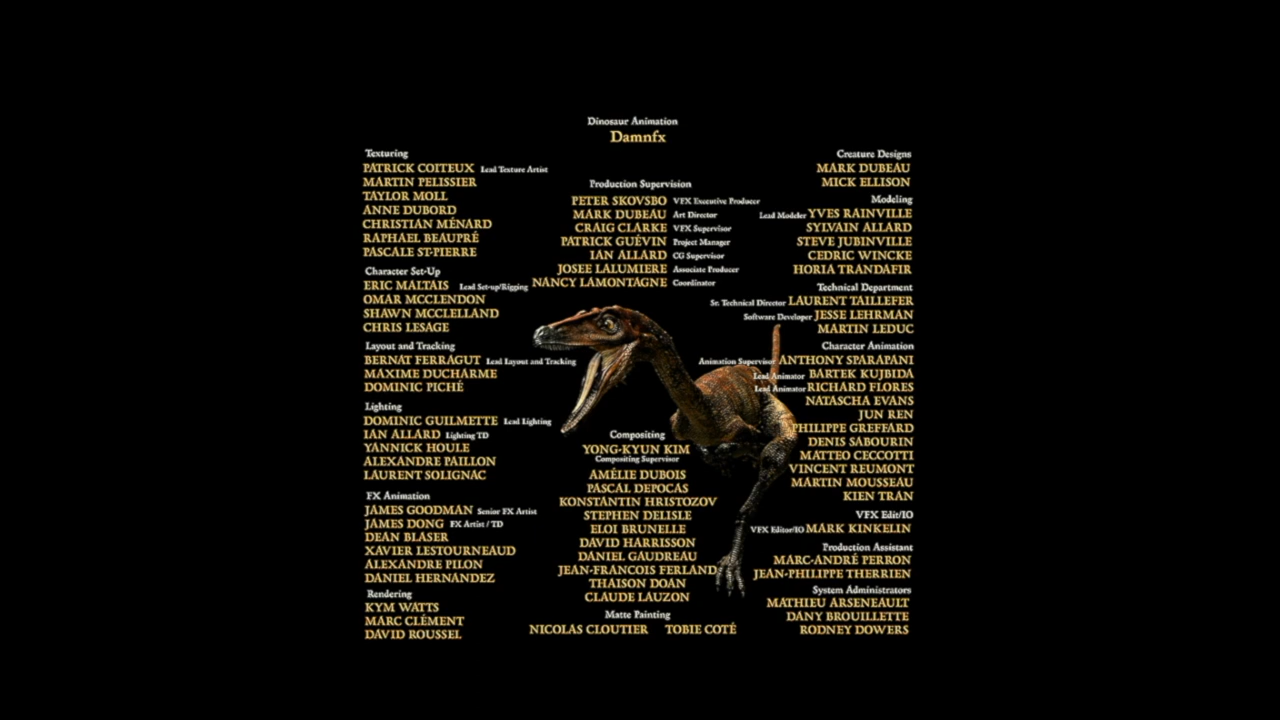 Dinosaur Animation
Damnfx
Texturing
PATRICK COITEUX Lead Texture Artist
MARTIN PELISSIER
TAYLOR MOLL
ANNE DUBORD
CHRISTIAN MÉNARD
RAPHAEL BEAUPRÉ
PASCALE ST-PIERRE
Character Set-Up
ERIC MALTAIS Lead Set-up/Rigging
OMAR MCCLENDON
SHAWN MCCLELLAND
CHRIS LESAGE
Layout and Tracking
BERNAT FERRAGUT Lead Layout and Tracking
MAXIME DUCHARME
DOMINIC PICHÉ
Lighting
DOMINIC GUILMETTE Lead Lighting
IAN ALLARD Lighting TD
YANNICK HOULE
ALEXANDRE PAILLON
LAURENT SOLIGNAC
FX Animation
JAMES GOODMAN Senior FX Artist
JAMES DONG FX Artist / TD
DEAN BLASER
XAVIER LESTOURNEAUD
ALEXANDRE PILON
DANIEL HERNANDEZ
Rendering
KYM WATTS
MARC CLÉMENT
DAVID ROUSSEL
Production Supervision
PETER SKOVSBO VFX Executive Producer
MARK DUBEAU Art Director
CRAIG CLARKE VFX Supervisor
PATRICK GUÉVIN Project Manager
IAN ALLARD CG Supervisor
JOSEE LALUMIERE Associate Producer
NANCY LAMONTAGNE Coordinator
Compositing
YONG-KYUN KIM
Compositing Supervisor
AMÉLIE DUBOIS
PASCAL DEPOCAS
KONSTANTIN HRISTOZOV
STEPHEN DELISLE
ELOI BRUNELLE
DAVID HARRISSON
DANIEL GAUDREAU
JEAN-FRANCOIS FERLAND
THAISON DOAN
CLAUDE LAUZON
Matte Painting
NICOLAS CLOUTIER TOBIE COTÉ
Creature Designs
MARK DUBEAU
MICK ELLISON
Modeling
Lead Modeler YVES RAINVILLE
SYLVAIN ALLARD
STEVE JUBINVILLE
CEDRIC WINCKE
HORIA TRANDAFIR
Technical Department
Sr. Technical Director LAURENT TAILLEFER
Software Developer JESSE LEHRMAN
MARTIN LEDUC
Character Animation
Animation Supervisor ANTHONY SPARAPANI
Lead Animator BARTEK KUJBIDA
Lead Animator RICHARD FLORES
NATASCHA EVANS
JUN REN
PHILIPPE GREFFARD
DENIS SABOURIN
MATTEO CECCOTTI
VINCENT REUMONT
MARTIN MOUSSEAU
KIEN TRAN
VFX Edit/IO
VFX Editor/IO MARK KINKELIN
Production Assistant
MARC-ANDRÉ PERRON
JEAN-PHILIPPE THERRIEN
System Administrators
MATHIEU ARSENEAULT
DANY BROUILLETTE
RODNEY DOWERS